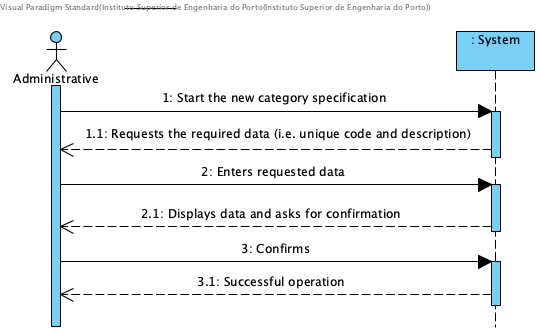 Visual Paradigm Standard(Instituto Superior de Engenharia do Porto(Instituto Superior de Engenharia do Porto))
: System
Administrative
1: Start the new category specification
1.1: Requests the required data (i.e. unique code and description)
2: Enters requested data
2.1: Displays data and asks for confirmation
3: Confirms
3.1: Successful operation